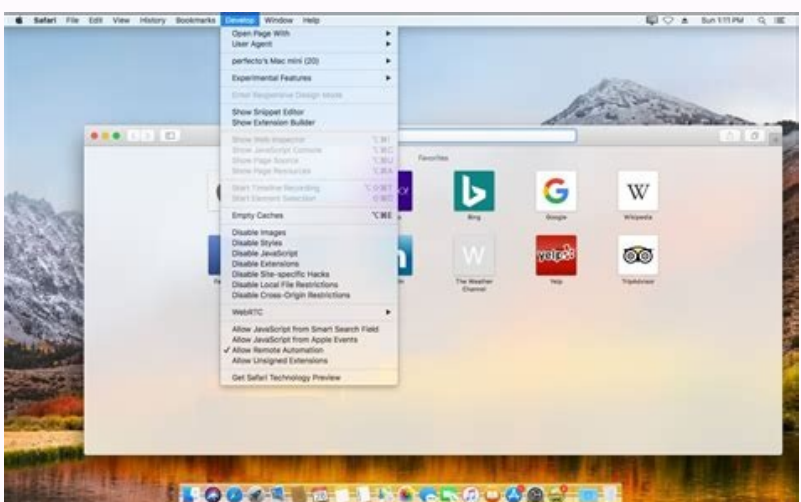 Safari File Edit View History Bookmarks Develop Window Help Sun 1:11 PM
Open Page With
User Agent
perfecto's Mac mini (20)
Experimental Features
Enter Responsive Design Mode
Show Snippet Editor
Show Extension Builder
Show Web Inspector ⌥⌘I
Show JavaScript Console ⌥⌘C
Show Page Source ⌥⌘U
Show Page Resources ⌥⌘A
Start Timeline Recording ⌥⇧⌘T
Start Element Selection ⇧⌘C
Empty Caches ⌥⌘E
Disable Images
Disable Styles
Disable JavaScript
Disable Extensions
Disable Site-specific Hacks
Disable Local File Restrictions
Disable Cross-Origin Restrictions
WebRTC
Allow JavaScript from Smart Search Field
Allow JavaScript from Apple Events
✓ Allow Remote Automation
Allow Unsigned Extensions
Get Safari Technology Preview
Favorites
G W
Bing Google Wikipedia
W yelp
The Weather Channel Yelp TripAdvisor